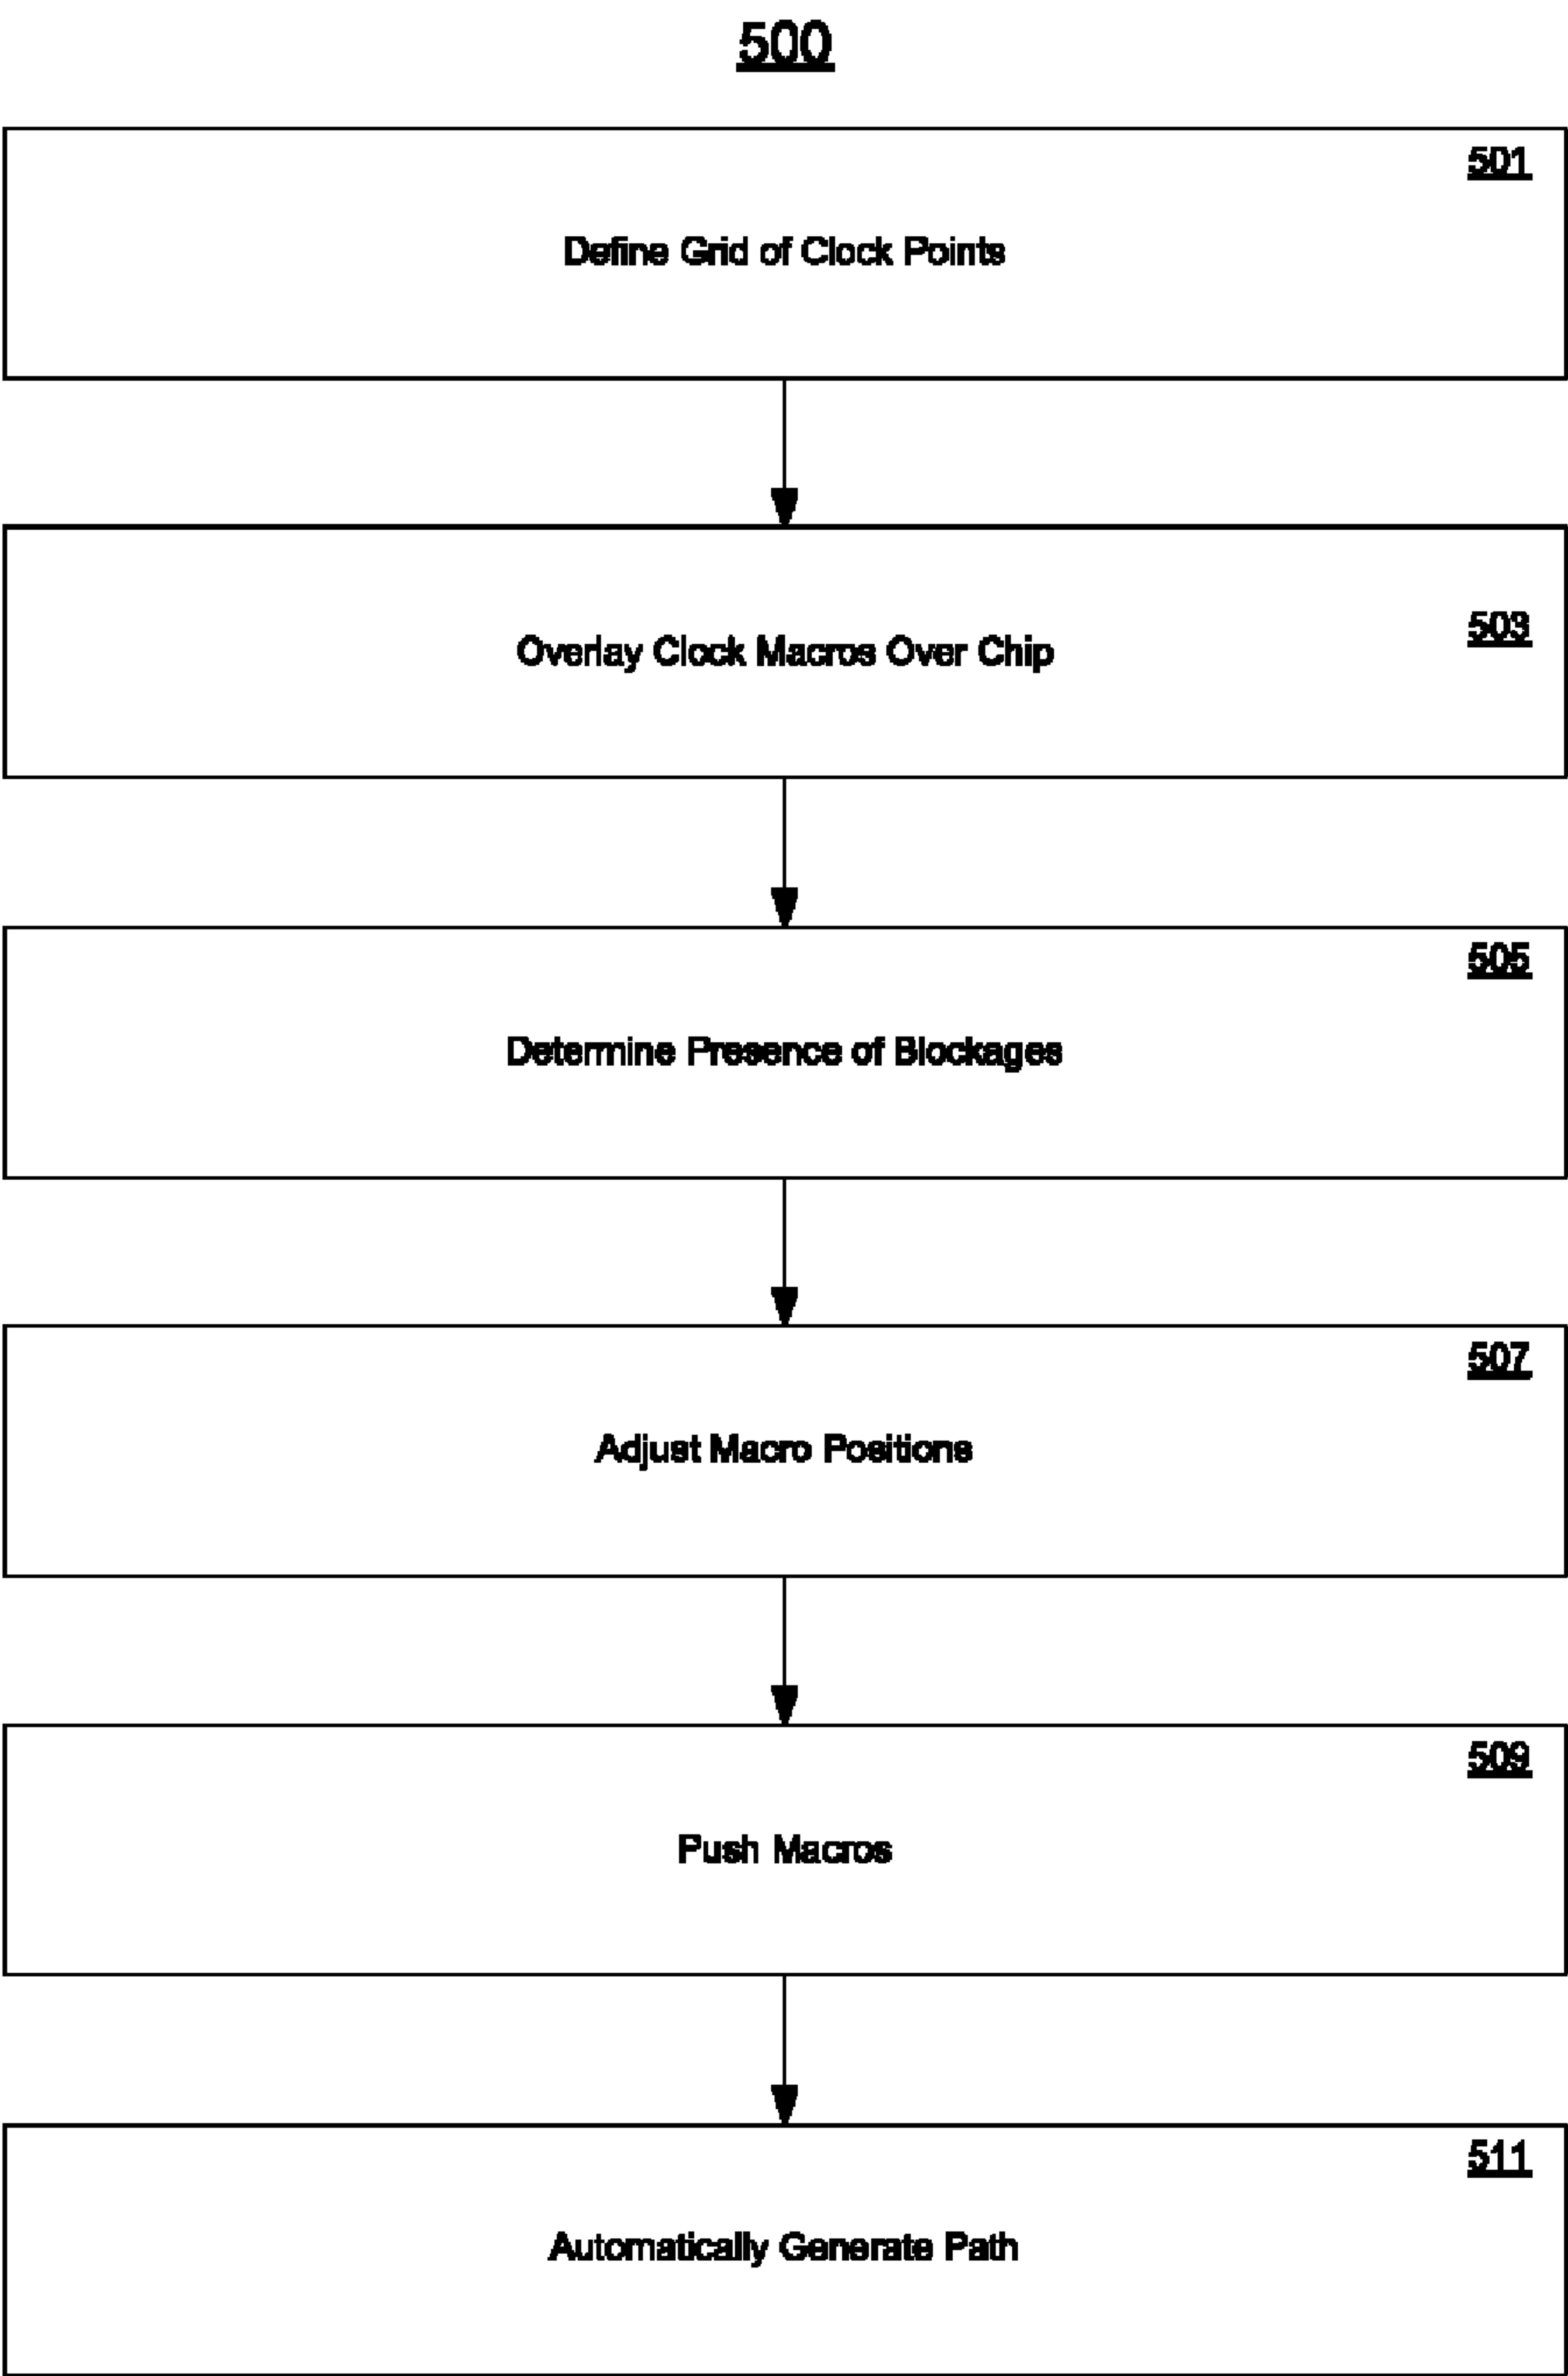 500
501
Define Grid of Clock Points
503
Overlay Clock Macros Over Chip
505
Determine Presence of Blockages
507
Adjust Macro Positions
509
Push Macros
511
Automatically Generate Path